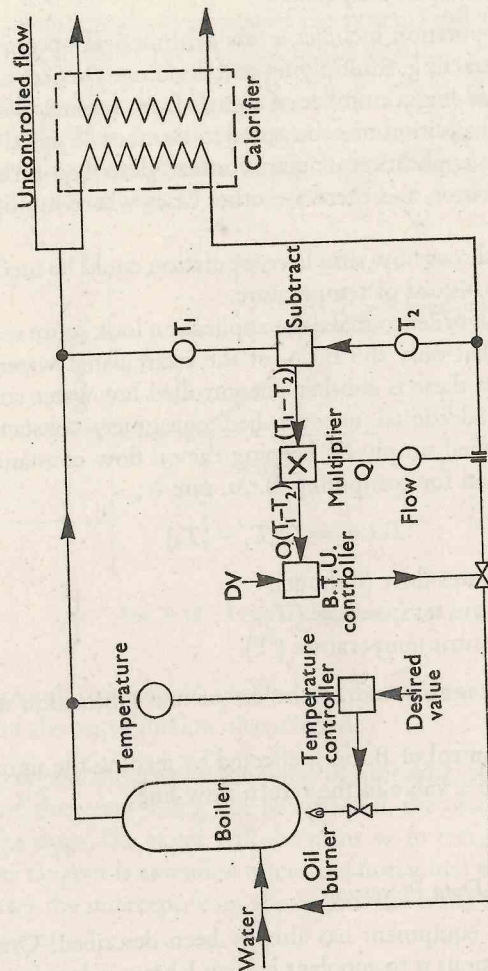 Uncontrolled flow
Calorifier
T₁
Subtract
T₂
(T₁ – T₂)
Multiplier
Q
Flow
Q(T₁–T₂)
DV
B.T.U.
controller
Temperature
Temperature
controller
Desired
value
Boiler
Oil
burner
Water